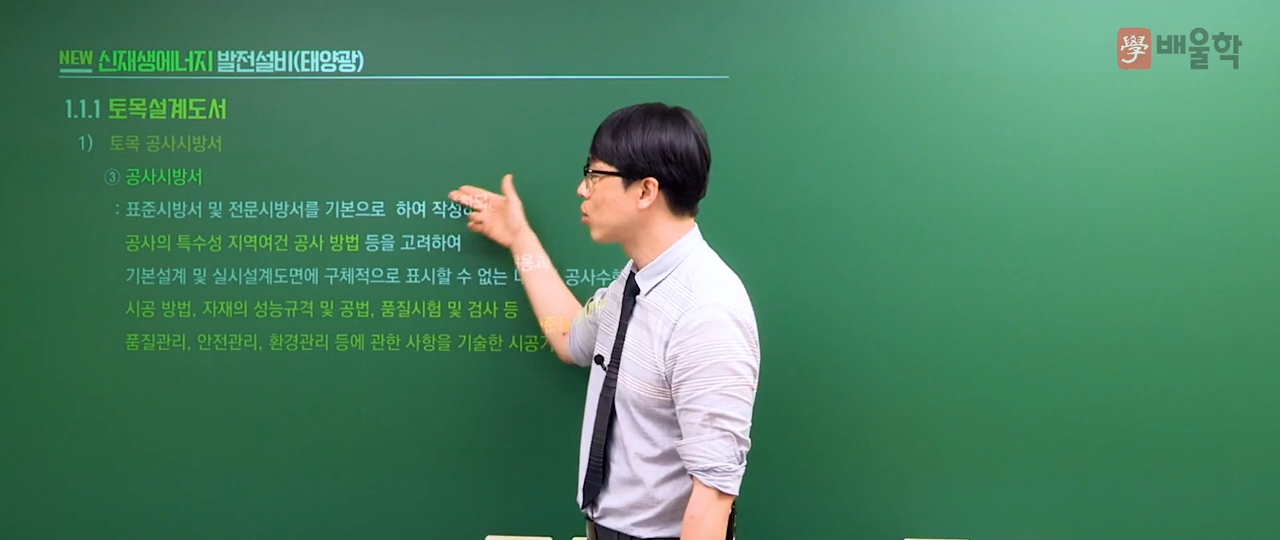 學 배울학
NEW 신재생에너지 발전설비(태양광)
1.1.1 토목설계도서
1) 토목 공사시방서
③ 공사시방서
: 표준시방서 및 전문시방서를 기본으로 하여
공사의 특수성 지역여건 공사 방법 등을 고려하여
기본설계 및 실시설계도면에 구체적으로 표시할 수 없는
시공 방법, 자재의 성능규격 및 공법, 품질시험 및 검사 등
품질관리, 안전관리, 환경관리 등에 관한 사항을 기술한